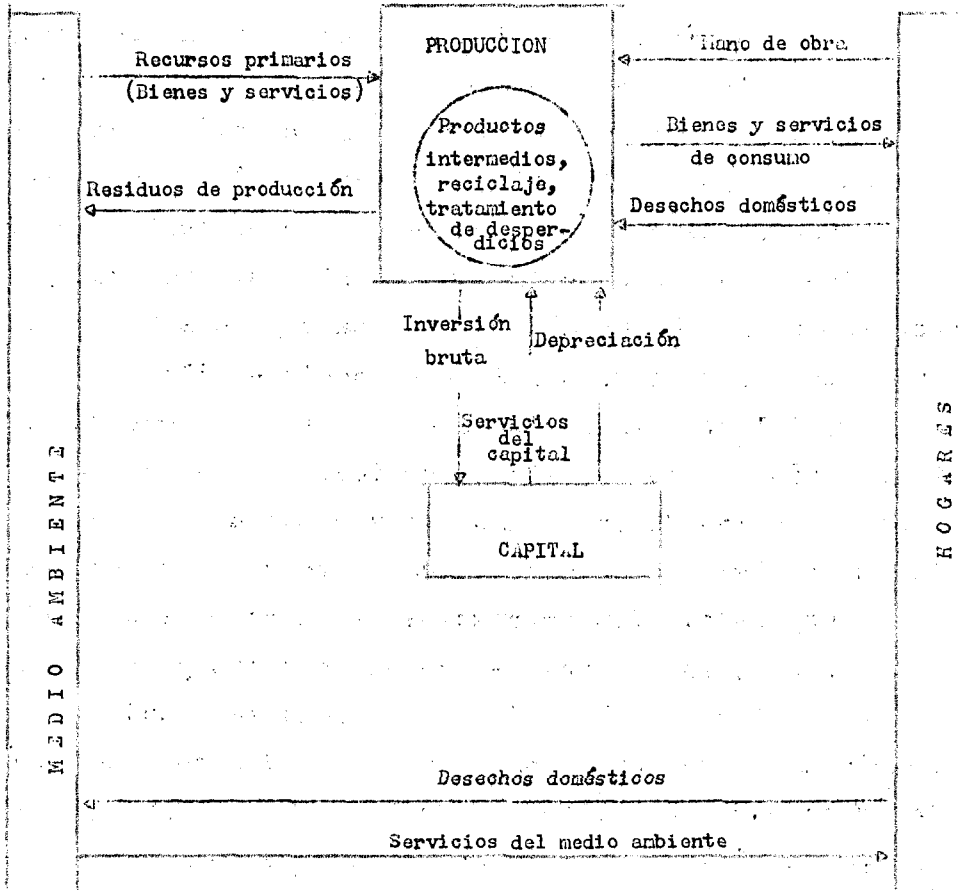 PRODUCCION
Mano de obra
Recursos primarios
(Bienes y servicios)
Productos
intermedios,
reciclaje,
tratamiento
de desper-
dicios
Bienes y servicios
de consumo
Residuos de producción
Desechos domésticos
Inversión
bruta
Depreciación
Servicios
del
capital
CAPITAL
MEDIO AMBIENTE
HOGARES
Desechos domésticos
Servicios del medio ambiente